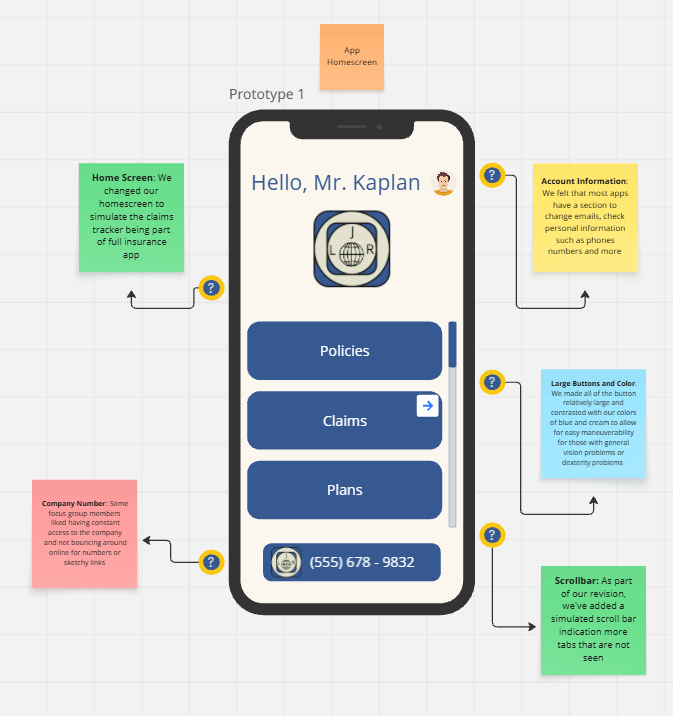 App
Homescreen
Prototype 1
Hello, Mr. Kaplan
J
L R
Policies
Claims
Plans
(555) 678 - 9832
Home Screen: We
changed our
homescreen to
simulate the claims
tracker being part
of full insurance
app
?
Company Number: Some
focus group members
liked having constant
access to the company
and not bouncing around
online for numbers or
sketchy links
?
?
Account Information:
We felt that most apps
have a section to
change emails, check
personal information
such as phones
numbers and more
?
Large Buttons and Color:
We made all of the button
relatively large and
contrasted with our colors
of blue and cream to allow
for easy maneuverability
for those with general
vision problems or
dexterity problems
?
Scrollbar: As part
of our revision,
we've added a
simulated scroll bar
indication more
tabs that are not
seen